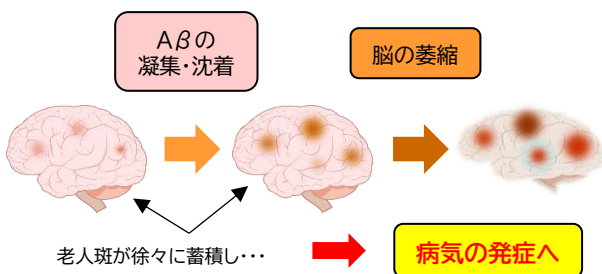 Aβの
凝集・沈着
脳の萎縮
老人斑が徐々に蓄積し･･･
病気の発症へ